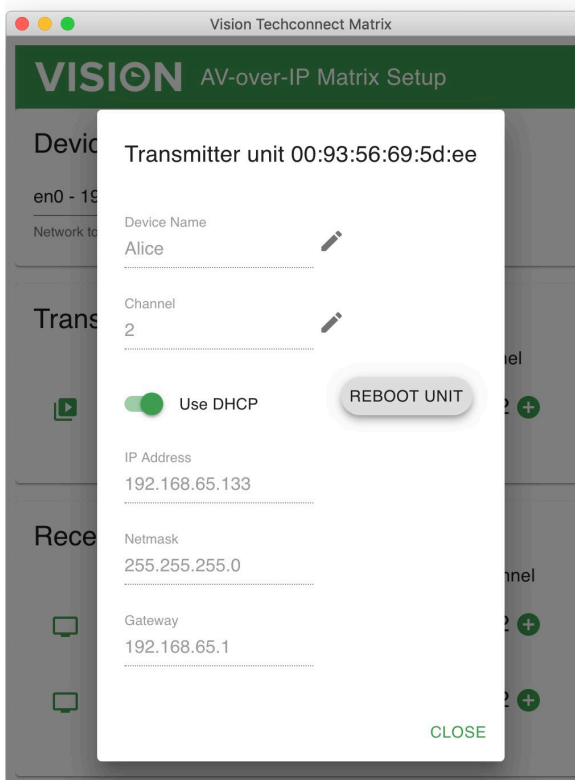 Vision Techconnect Matrix
VISION AV-over-IP Matrix Setup
Devic
Transmitter unit 00:93:56:69:5d:ee
en0 - 19
Network to
Device Name
Alice
Trans
Channel
2
nel
Use DHCP
REBOOT UNIT
2
IP Address
192.168.65.133
Rece
Netmask
255.255.255.0
nnel
Gateway
192.168.65.1
2
2
CLOSE